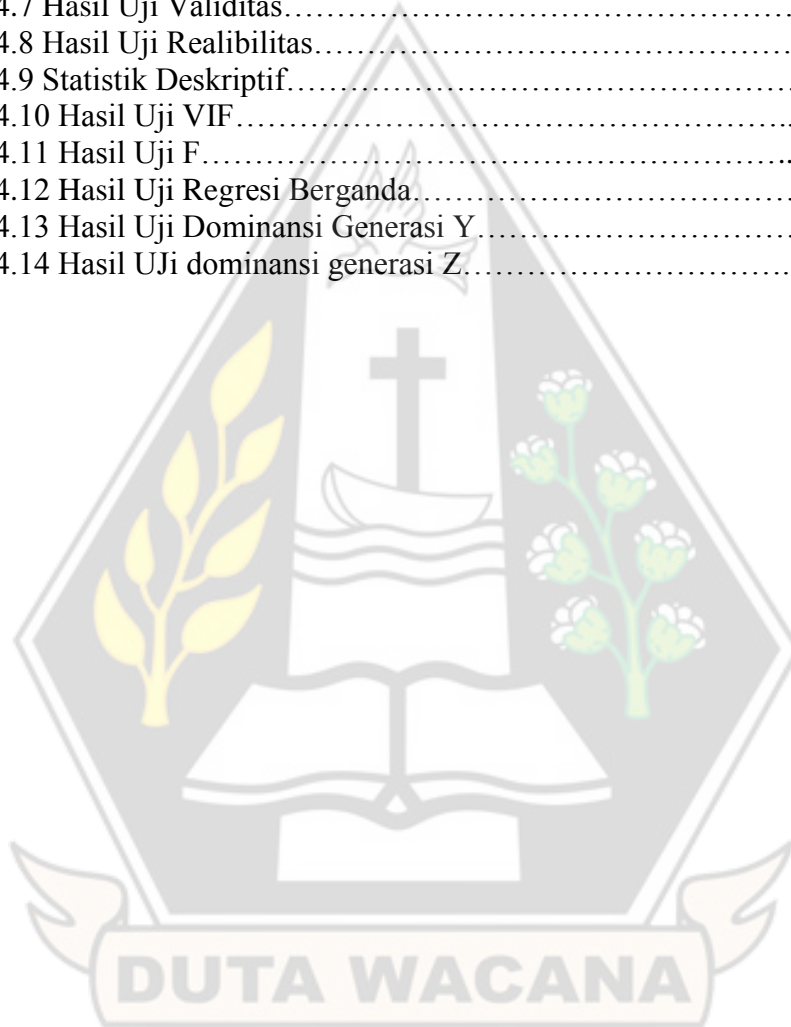 4.7 Hasil Uji Validitas……………………………………………….
4.8 Hasil Uji Realibilitas…………………………………………….
4.9 Statistik Deskriptif……………………………………………….
4.10 Hasil Uji VIF…………………………………………………..
4.11 Hasil Uji F……………………………………………………..
4.12 Hasil Uji Regresi Berganda…………………………………….
4.13 Hasil Uji Dominansi Generasi Y……………………………….
4.14 Hasil UJi dominansi generasi Z………………………………..
DUTA WACANA